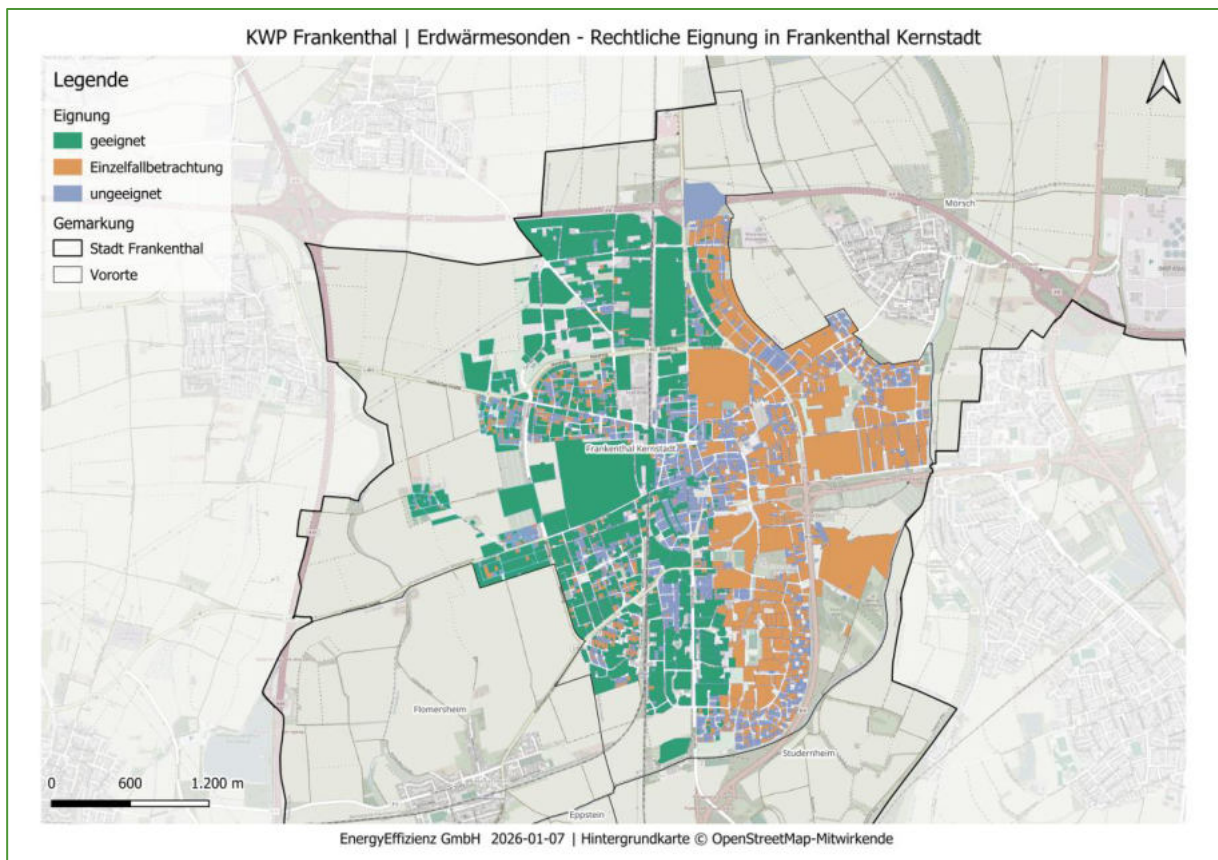 KWP Frankenthal | Erdwärmesonden - Rechtliche Eignung in Frankenthal Kernstadt
Legende
Eignung
geeignet
Einzelfallbetrachtung
ungeeignet
Gemarkung
Stadt Frankenthal
Vororte
Mörsch
Frankenthal Kernstadt
Flomersheim
Studernheim
Eppstein
0 600 1.200 m
EnergyEffizienz GmbH 2026-01-07 | Hintergrundkarte © OpenStreetMap-Mitwirkende